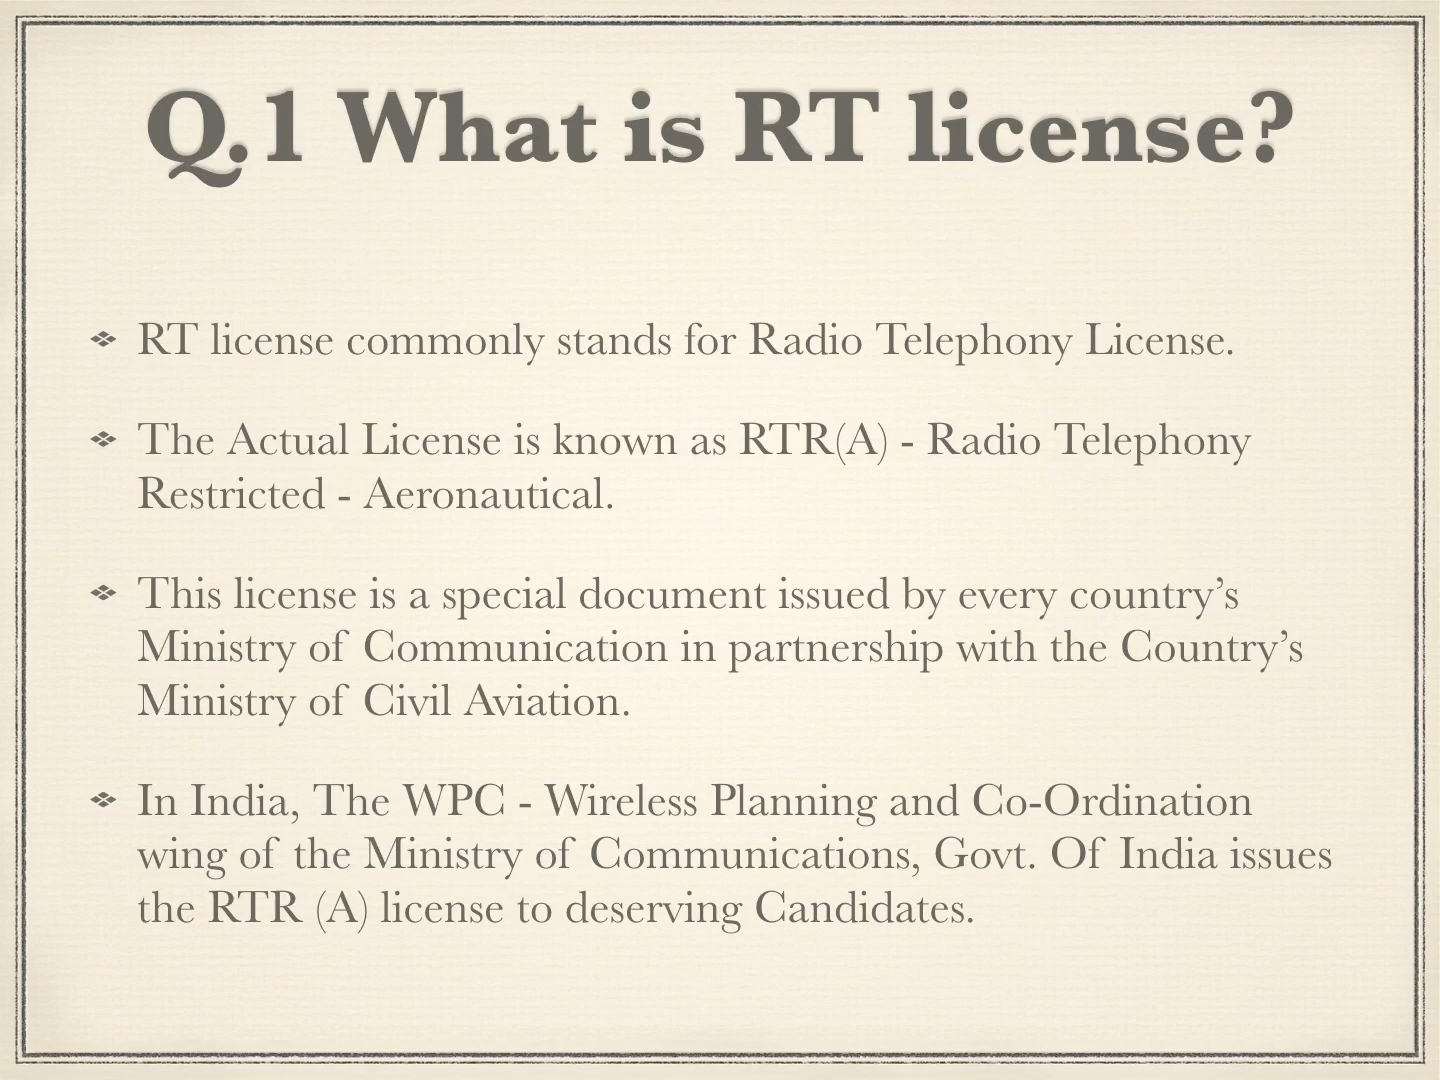 Q.1 What is RT license?
RT license commonly stands for Radio Telephony License.
The Actual License is known as RTR(A) - Radio Telephony
Restricted - Aeronautical.
This license is a special document issued by every country’s
Ministry of Communication in partnership with the Country’s
Ministry of Civil Aviation.
In India, The WPC - Wireless Planning and Co-Ordination
wing of the Ministry of Communications, Govt. Of India issues
the RTR (A) license to deserving Candidates.